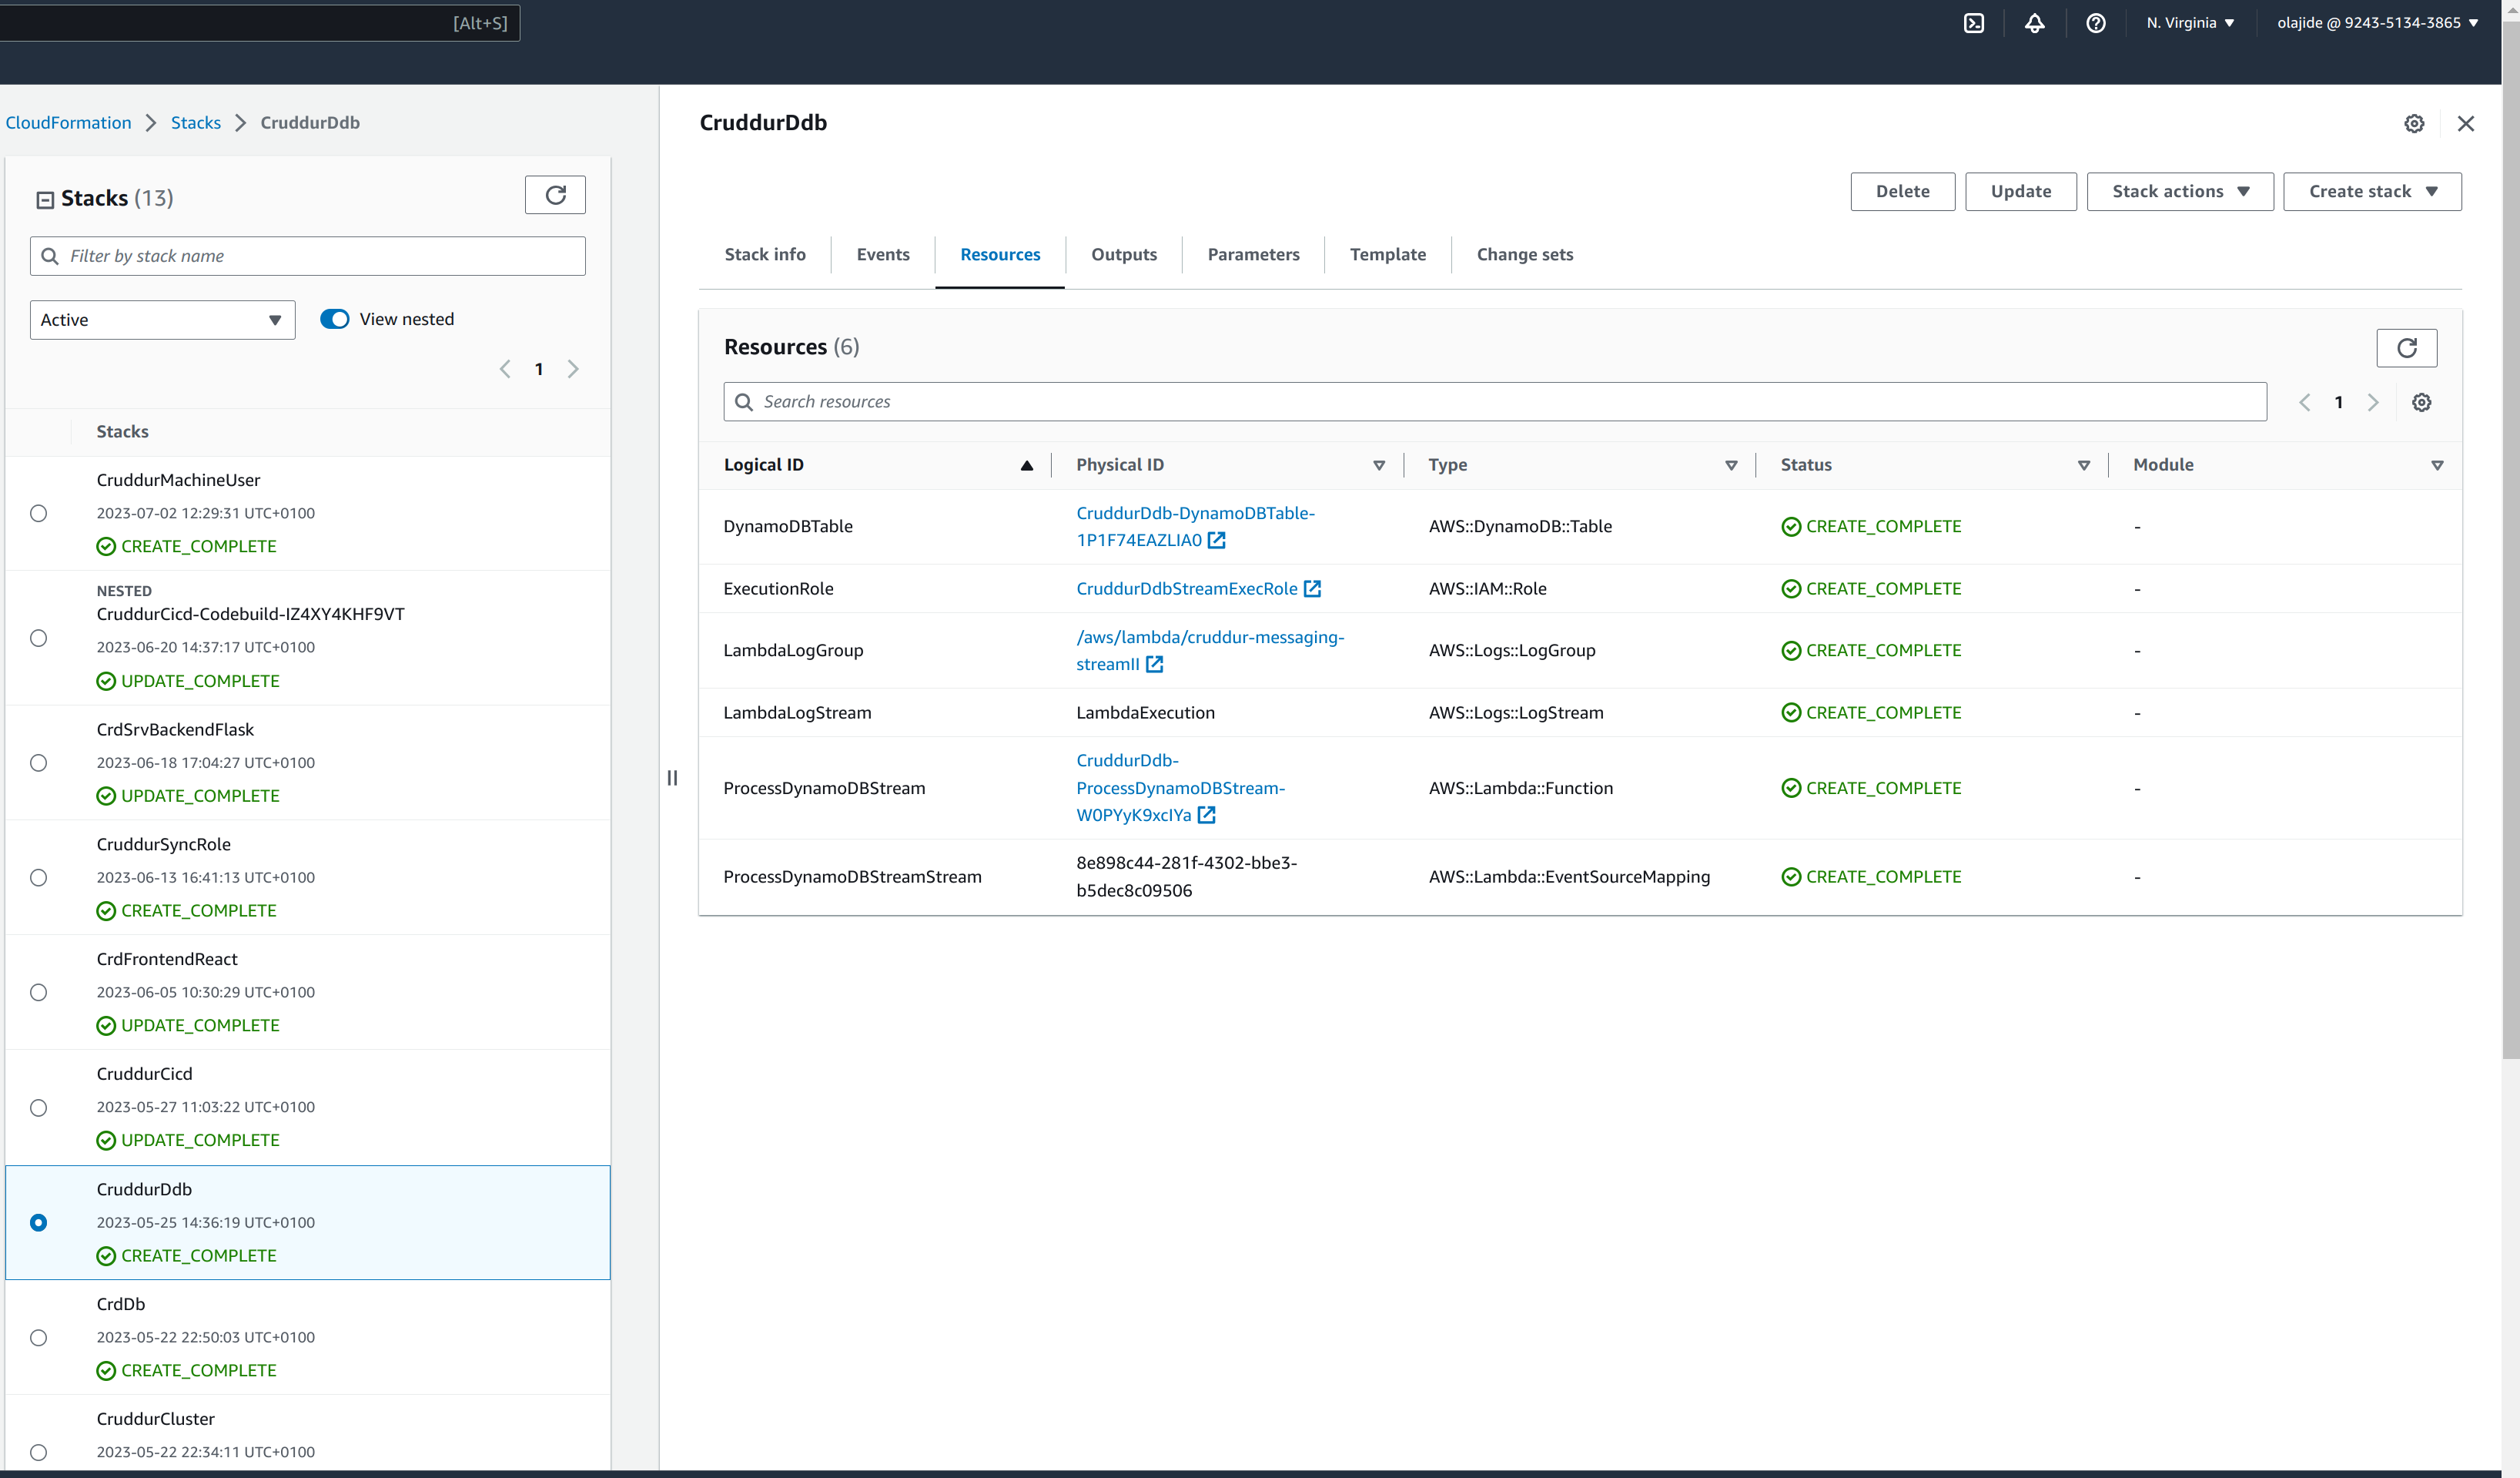 [Alt+S]
N. Virginia
olajide @ 9243-5134-3865
CloudFormation
Stacks
CruddurDdb
Stacks (13)
Filter by stack name
Active
View nested
1
Stacks
CruddurMachineUser
2023-07-02 12:29:31 UTC+0100
CREATE_COMPLETE
NESTED
CruddurCicd-Codebuild-IZ4XY4KHF9VT
2023-06-20 14:37:17 UTC+0100
UPDATE_COMPLETE
CrdSrvBackendFlask
2023-06-18 17:04:27 UTC+0100
UPDATE_COMPLETE
CruddurSyncRole
2023-06-13 16:41:13 UTC+0100
CREATE_COMPLETE
CrdFrontendReact
2023-06-05 10:30:29 UTC+0100
UPDATE_COMPLETE
CruddurCicd
2023-05-27 11:03:22 UTC+0100
UPDATE_COMPLETE
CruddurDdb
2023-05-25 14:36:19 UTC+0100
CREATE_COMPLETE
CrdDb
2023-05-22 22:50:03 UTC+0100
CREATE_COMPLETE
CruddurCluster
2023-05-22 22:34:11 UTC+0100
CruddurDdb
Delete
Update
Stack actions
Create stack
Stack info
Events
Resources
Outputs
Parameters
Template
Change sets
Resources (6)
Search resources
1
Logical ID
Physical ID
Type
Status
Module
DynamoDBTable
CruddurDdb-DynamoDBTable-
1P1F74EAZLIA0
AWS::DynamoDB::Table
CREATE_COMPLETE
-
ExecutionRole
CruddurDdbStreamExecRole
AWS::IAM::Role
CREATE_COMPLETE
-
LambdaLogGroup
/aws/lambda/cruddur-messaging-
streamII
AWS::Logs::LogGroup
CREATE_COMPLETE
-
LambdaLogStream
LambdaExecution
AWS::Logs::LogStream
CREATE_COMPLETE
-
ProcessDynamoDBStream
CruddurDdb-
ProcessDynamoDBStream-
W0PYyK9xcIYa
AWS::Lambda::Function
CREATE_COMPLETE
-
ProcessDynamoDBStreamStream
8e898c44-281f-4302-bbe3-
b5dec8c09506
AWS::Lambda::EventSourceMapping
CREATE_COMPLETE
-